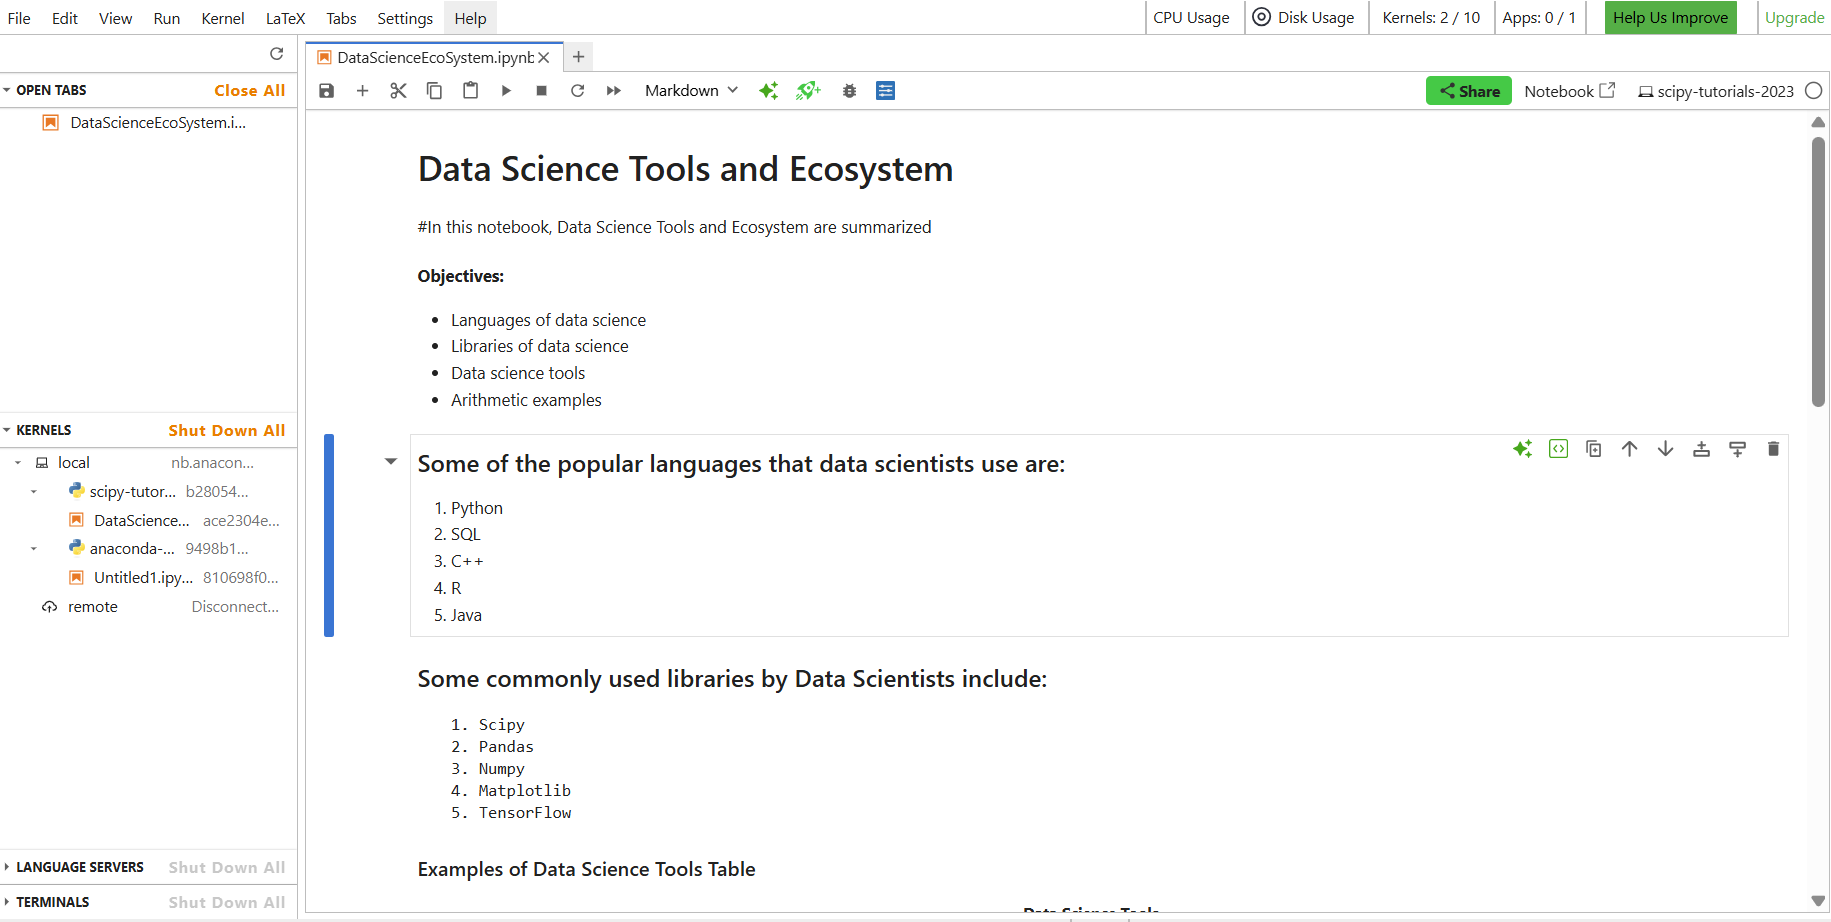 File Edit View Run Kernel LaTeX Tabs Settings Help
CPU Usage Disk Usage Kernels: 2 / 10 Apps: 0 / 1 Help Us Improve Upgrade
OPEN TABS Close All
DataScienceEcoSystem.i...
KERNELS Shut Down All
local nb.anacon...
scipy-tutor... b28054...
DataScience... ace2304e...
anaconda-... 9498b1...
Untitled1.ipy... 810698f0...
remote Disconnect...
LANGUAGE SERVERS Shut Down All
TERMINALS Shut Down All
DataScienceEcoSystem.ipynb
Markdown Share Notebook scipy-tutorials-2023
Data Science Tools and Ecosystem
#In this notebook, Data Science Tools and Ecosystem are summarized
Objectives:
• Languages of data science
• Libraries of data science
• Data science tools
• Arithmetic examples
Some of the popular languages that data scientists use are:
1. Python
2. SQL
3. C++
4. R
5. Java
Some commonly used libraries by Data Scientists include:
1. Scipy
2. Pandas
3. Numpy
4. Matplotlib
5. TensorFlow
Examples of Data Science Tools Table
Data Science Tools